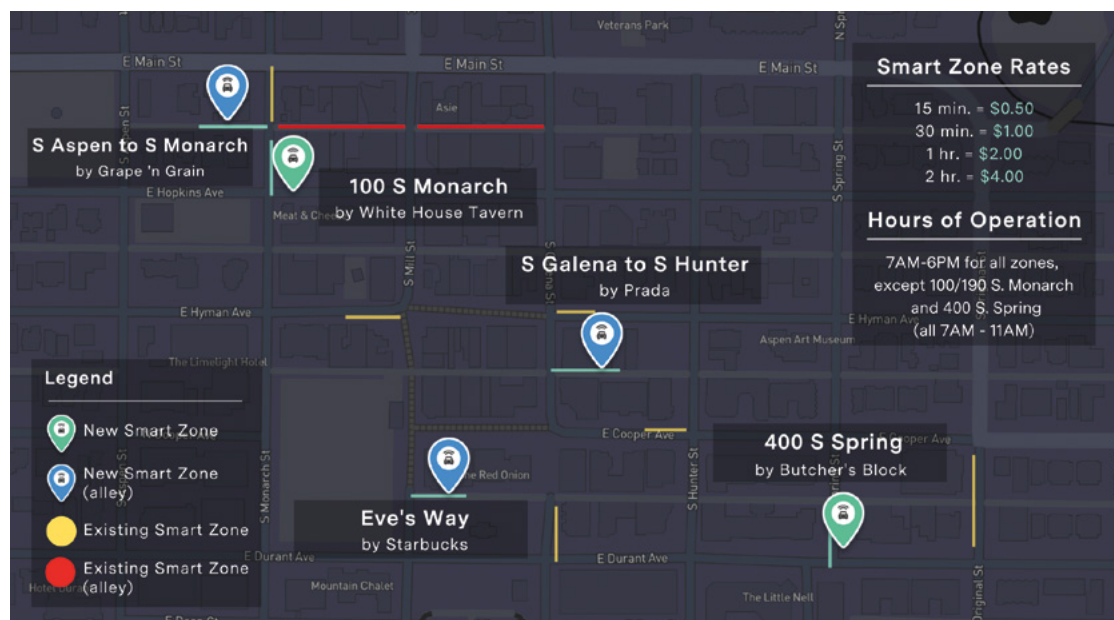 Veterans Park
N Spr
E Main St
E Main St
E Main St
Smart Zone Rates
15 min. = $0.50
30 min. = $1.00
1 hr. = $2.00
2 hr. = $4.00
Asie
S Aspen to S Monarch
by Grape 'n Grain
E Hopkins Ave
100 S Monarch
by White House Tavern
Meat & Chee
S Spring St
Hours of Operation
7AM-6PM for all zones,
except 100/190 S. Monarch
and 400 S. Spring
(all 7AM - 11AM)
S Mill St
S Galena to S Hunter
by Prada
E Hyman Ave
E Hyman Ave
Aspen Art Museum
The Limelight Hotel
Legend
New Smart Zone
New Smart Zone
(alley)
Existing Smart Zone
Existing Smart Zone
(alley)
S Monarch St
E Cooper Ave
E Cooper Ave
400 S Spring
by Butcher's Block
The Red Onion
S Hunter St
Eve's Way
by Starbucks
E Durant Ave
E Durant Ave
Mountain Chalet
The Little Nell
Original St